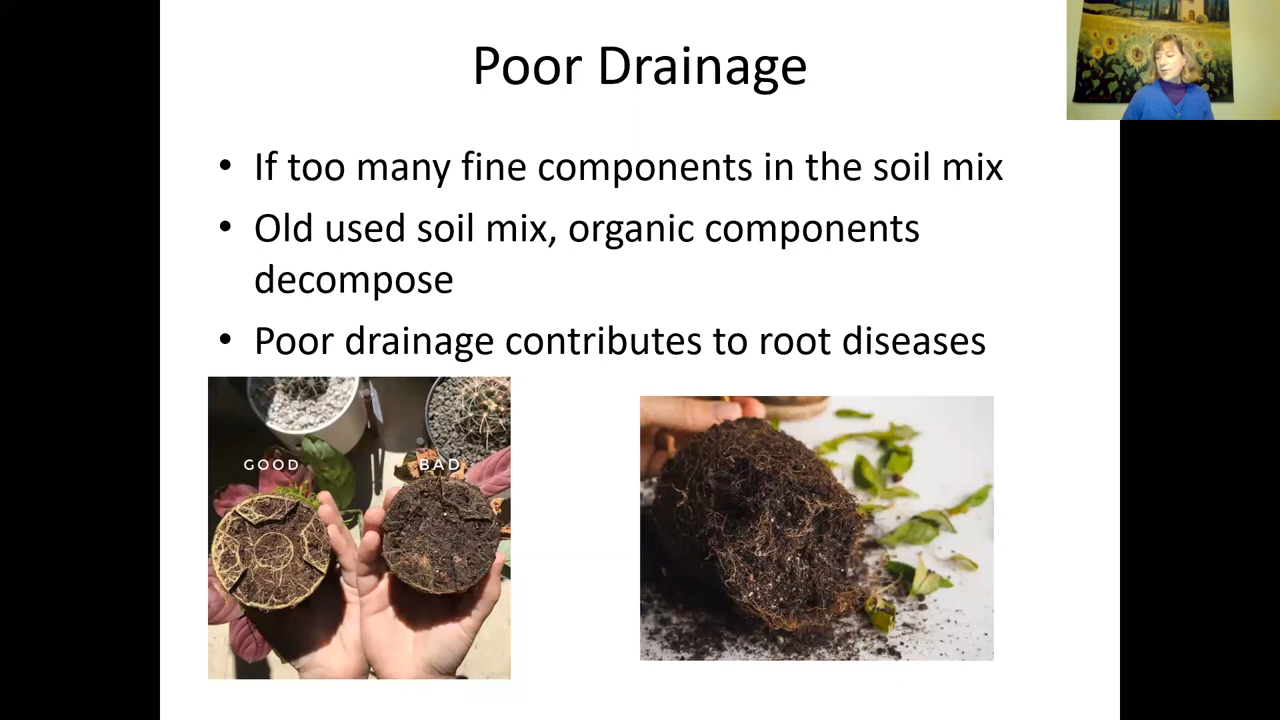 Poor Drainage
• If too many fine components in the soil mix
• Old used soil mix, organic components
decompose
• Poor drainage contributes to root diseases
GOOD BAD